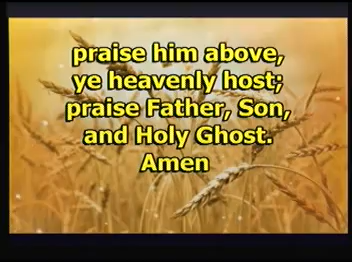 praise him above,
ye heavenly host;
praise Father, Son,
and Holy Ghost.
Amen